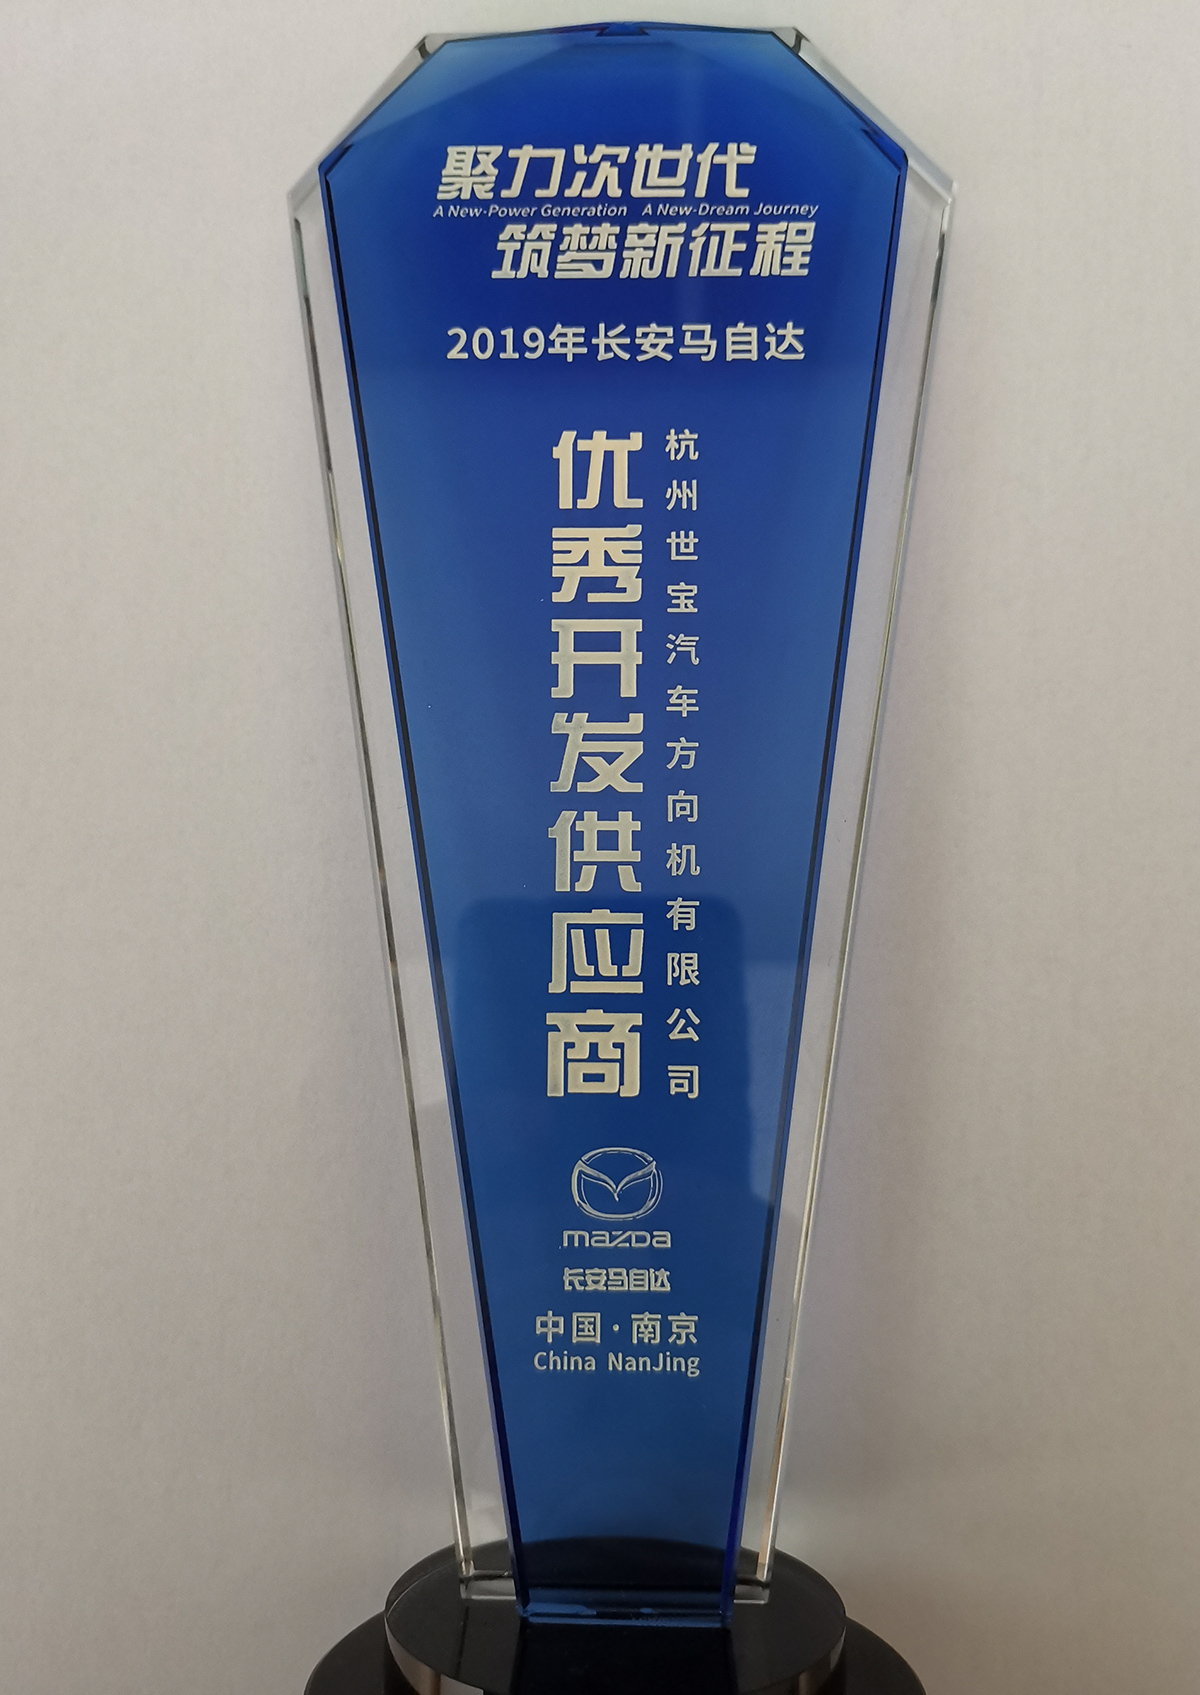 聚力次世代
A New-Power Generation A New-Dream Journey
筑梦新征程
2019年长安马自达
杭州世宝汽车方向机有限公司
优秀开发供应商
mazda
长安马自达
中国·南京
China NanJing